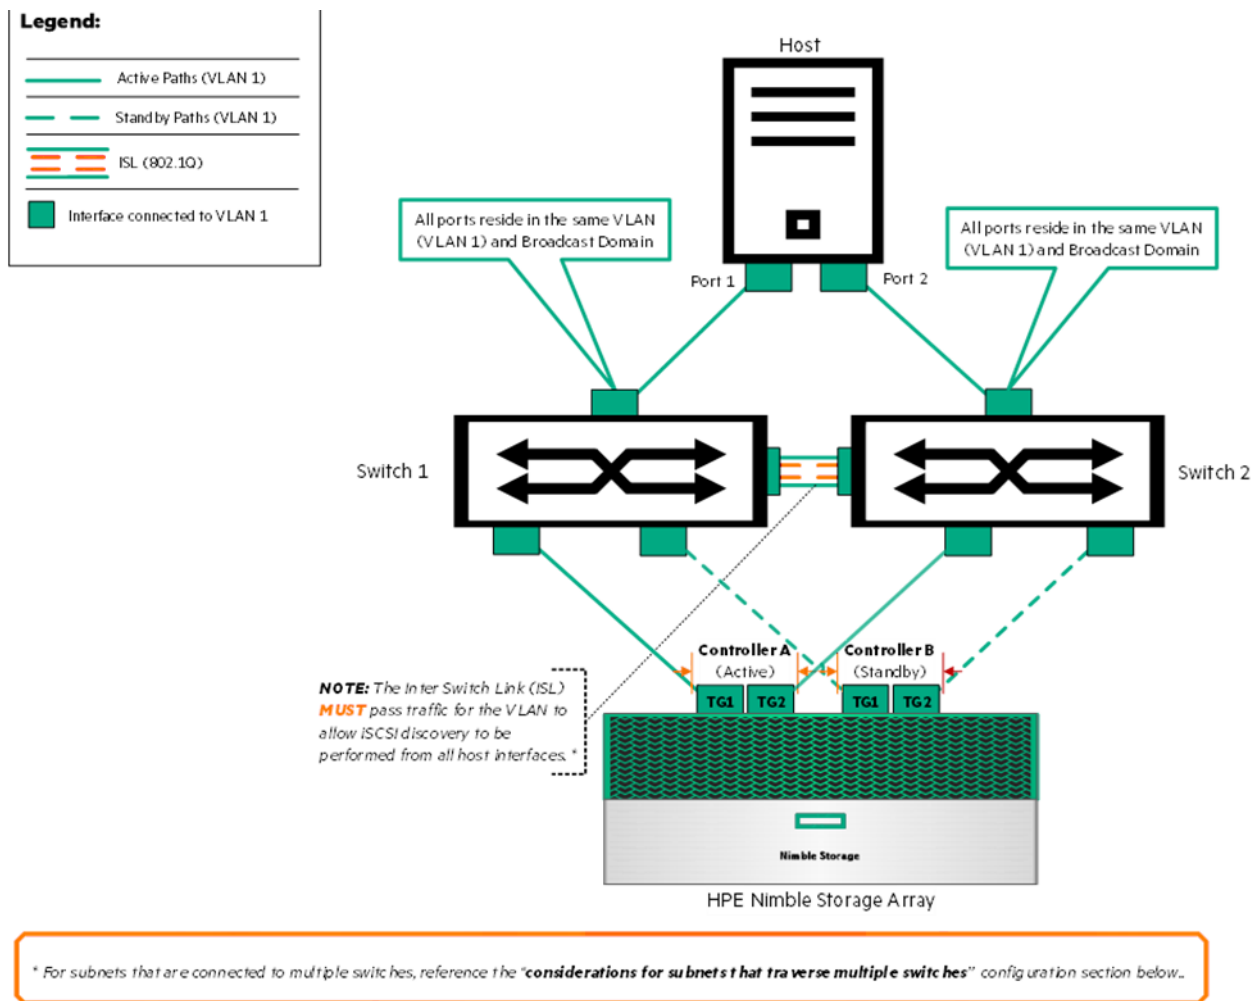 Legend:
Active Paths (VLAN 1)
Standby Paths (VLAN 1)
ISL (802.1Q)
Interface connected to VLAN 1
Host
All ports reside in the same VLAN
(VLAN 1) and Broadcast Domain
All ports reside in the same VLAN
(VLAN 1) and Broadcast Domain
Port 1
Port 2
Switch 1
Switch 2
Controller A
(Active)
Controller B
(Standby)
TG1
TG2
TG1
TG2
NOTE: The Inter Switch Link (ISL)
MUST pass traffic for the VLAN to
allow iSCSI discovery to be
performed from all host interfaces. *
Nimble Storage
HPE Nimble Storage Array
* For subnets that are connected to multiple switches, reference the "considerations for subnets that traverse multiple switches" configuration section below..